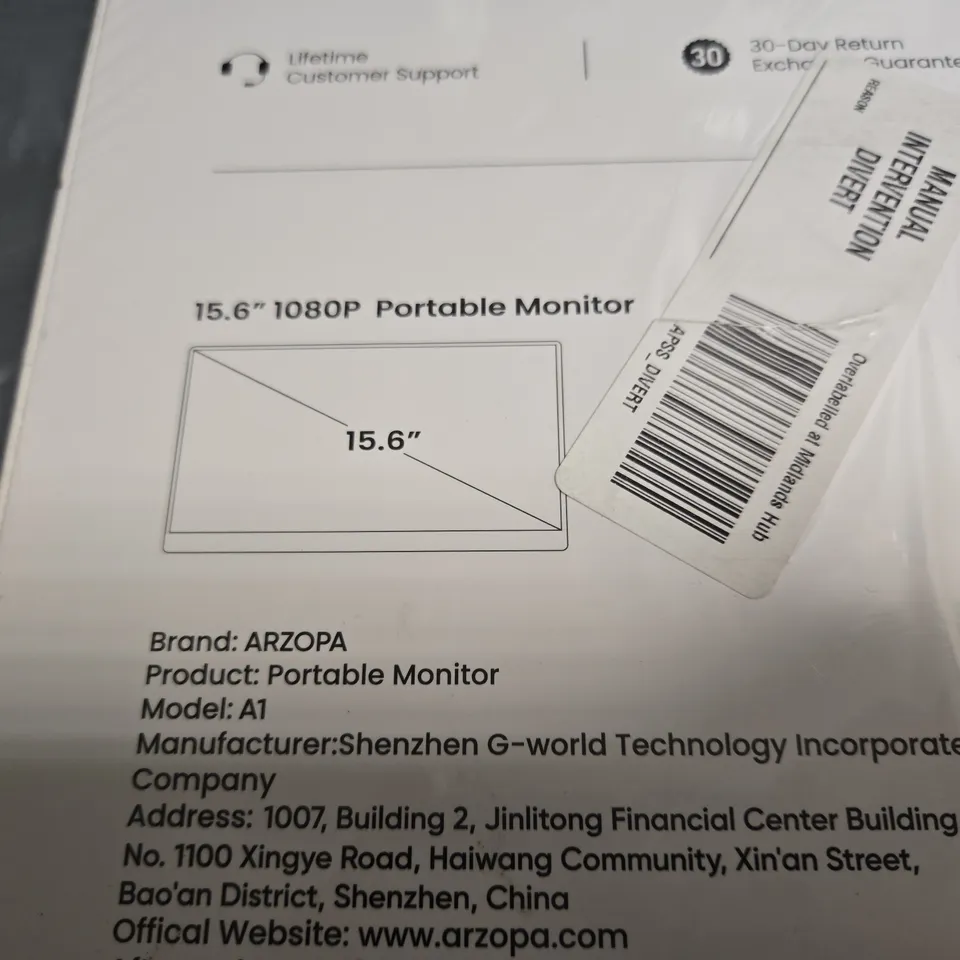 Lifetime
Customer Support
30
30-Day Return
Guarante
15.6" 1080P Portable Monitor
15.6"
REASON
MANUAL
INTERVENTION
DIVERT
APSS_DIVERT
Overlabelled at Midlands Hub
Brand: ARZOPA
Product: Portable Monitor
Model: A1
Manufacturer:Shenzhen G-world Technology Incorporate
Company
Address: 1007, Building 2, Jinlitong Financial Center Building
No. 1100 Xingye Road, Haiwang Community, Xin'an Street,
Bao'an District, Shenzhen, China
Offical Website: www.arzopa.com